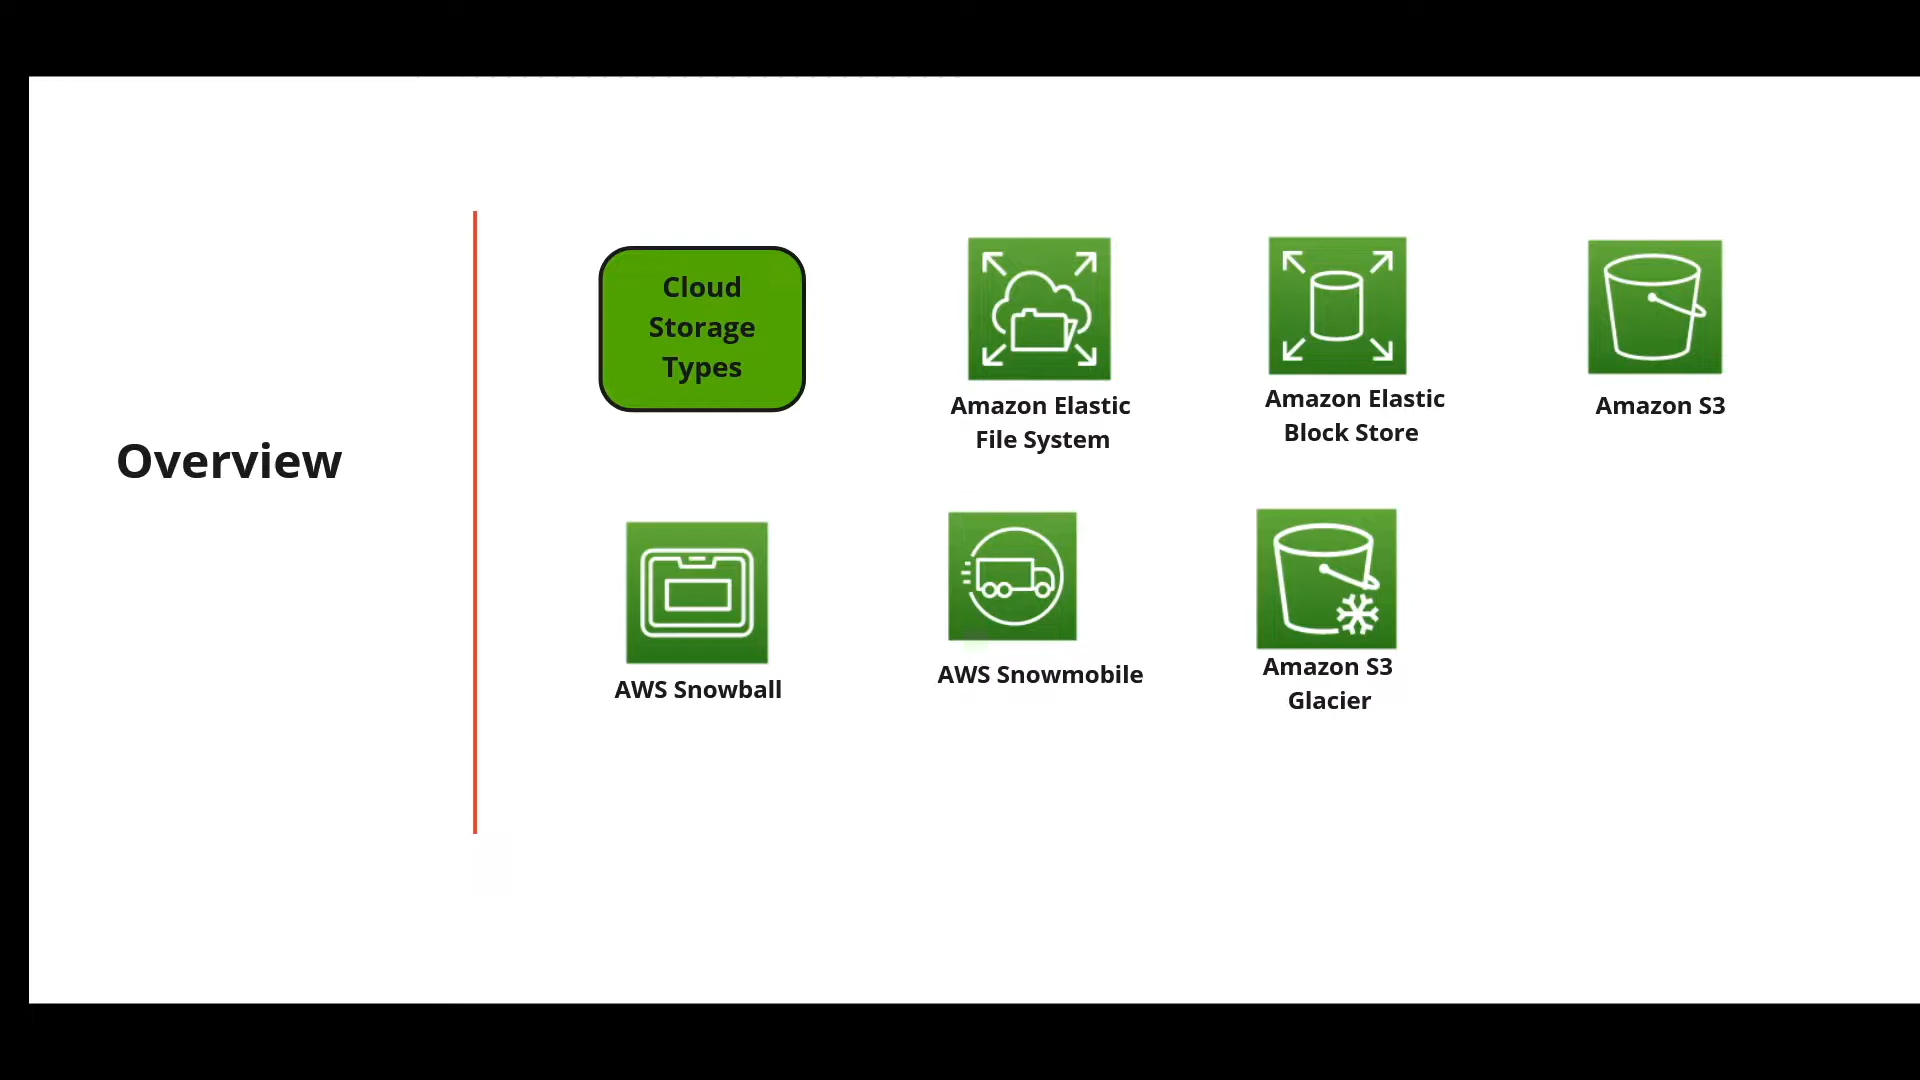 Overview
Cloud
Storage
Types
Amazon Elastic
File System
Amazon Elastic
Block Store
Amazon S3
AWS Snowball
AWS Snowmobile
Amazon S3
Glacier